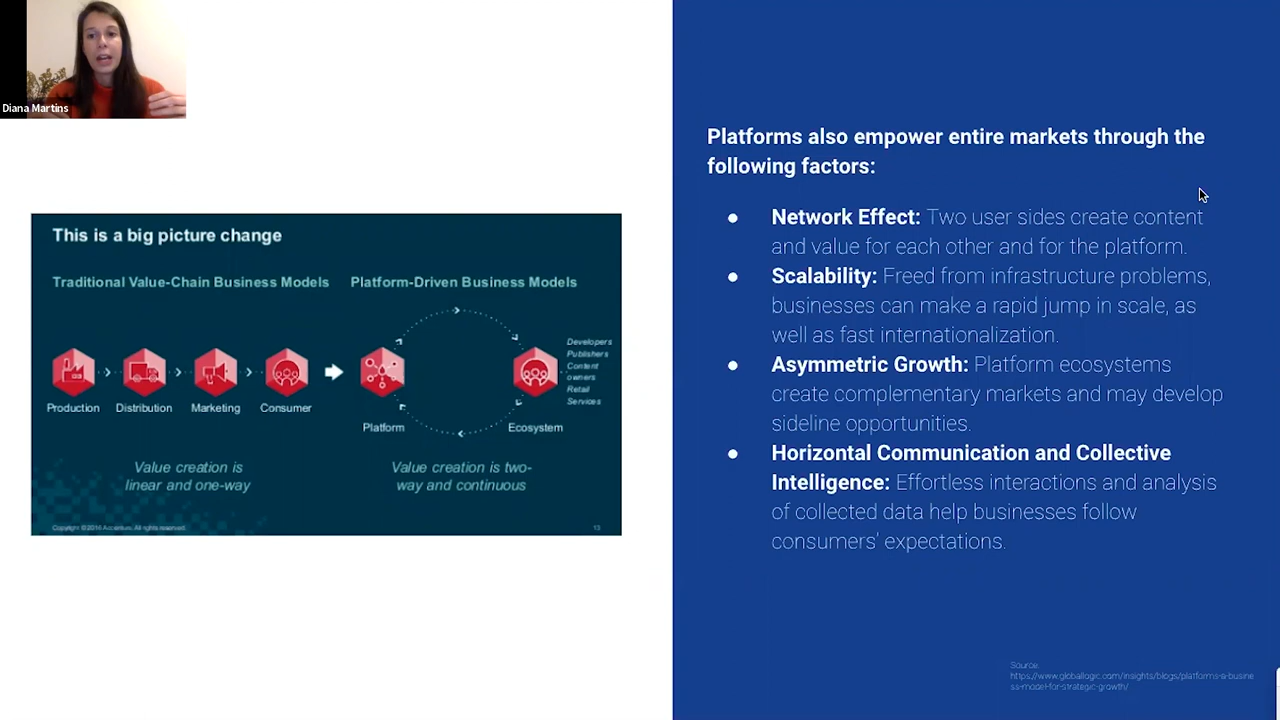 Diana Martins
This is a big picture change
Traditional Value-Chain Business Models
Platform-Driven Business Models
Production
Distribution
Marketing
Consumer
Platform
Ecosystem
Developers
Publishers
Content
owners
Retail
Services
Value creation is
linear and one-way
Value creation is two-
way and continuous
Copyright © 2016 Accenture. All rights reserved.
13
Platforms also empower entire markets through the
following factors:
● Network Effect: Two user sides create content
and value for each other and for the platform.
● Scalability: Freed from infrastructure problems,
businesses can make a rapid jump in scale, as
well as fast internationalization.
● Asymmetric Growth: Platform ecosystems
create complementary markets and may develop
sideline opportunities.
● Horizontal Communication and Collective
Intelligence: Effortless interactions and analysis
of collected data help businesses follow
consumers' expectations.
Source:
https://www.globallogic.com/insights/blogs/platforms-a-busine
ss-model-for-strategic-growth/